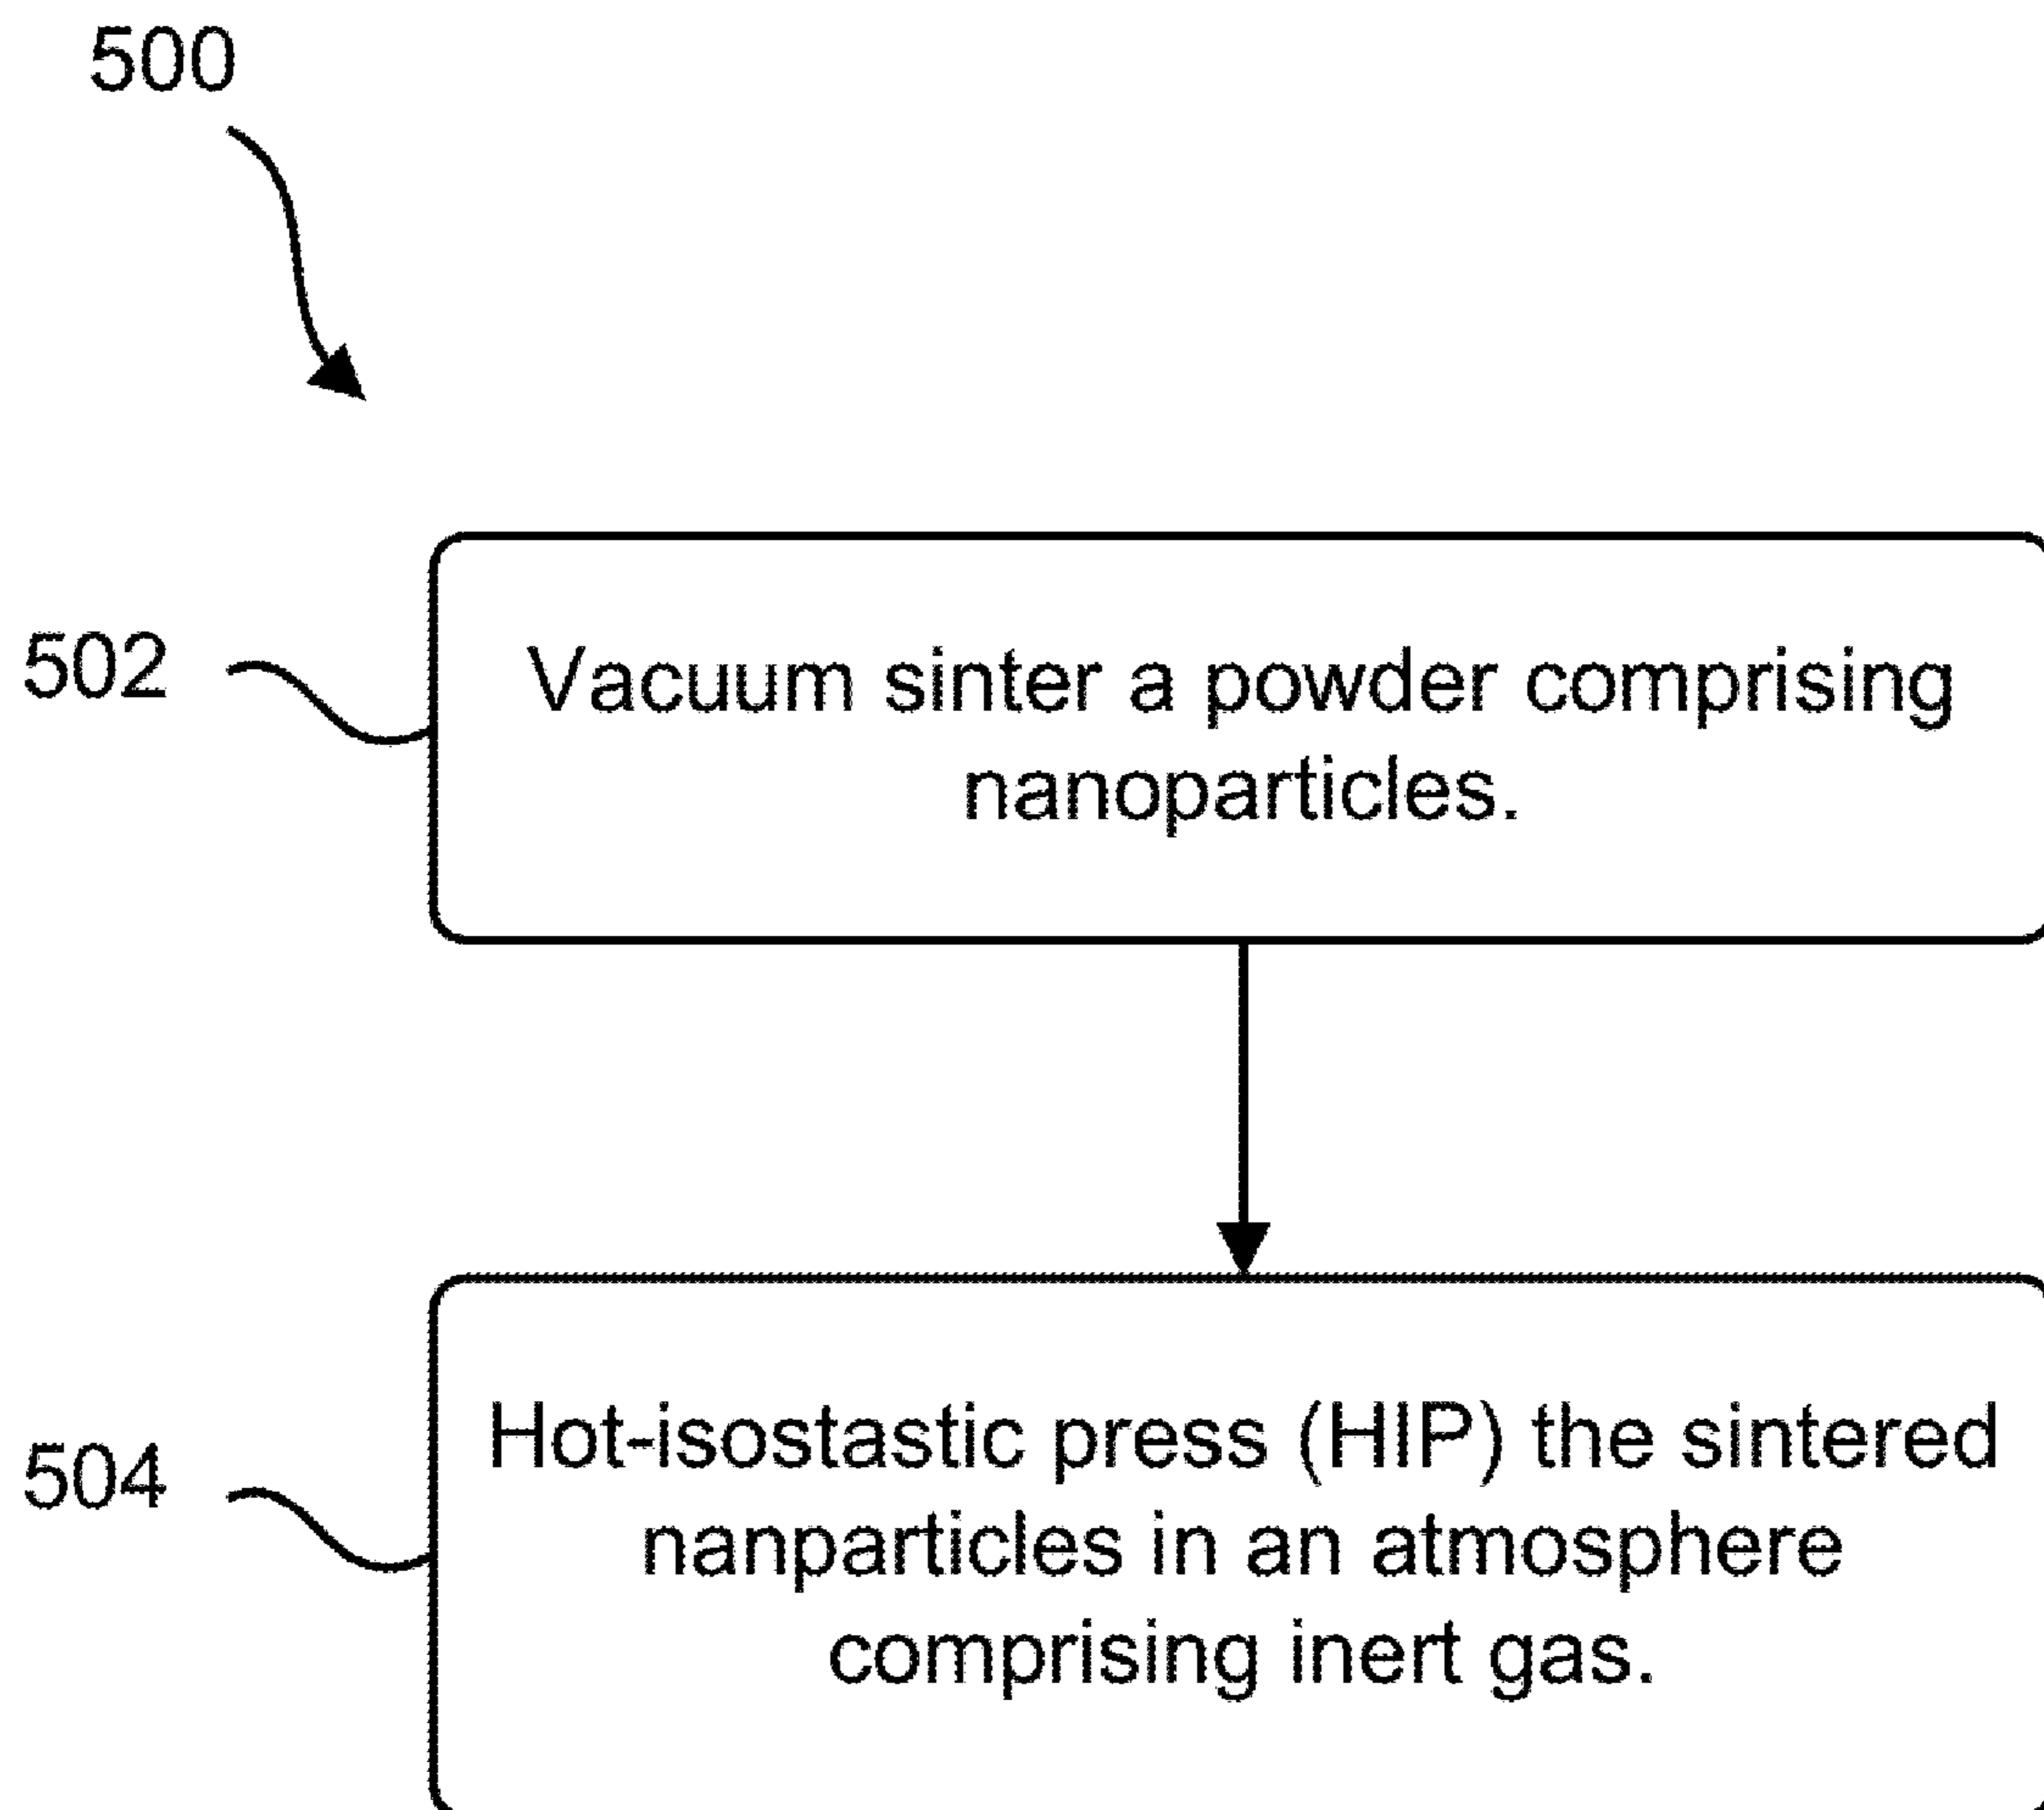 500
502
Vacuum sinter a powder comprising
nanoparticles.
504
Hot-isostastic press (HIP) the sintered
nanparticles in an atmosphere
comprising inert gas.